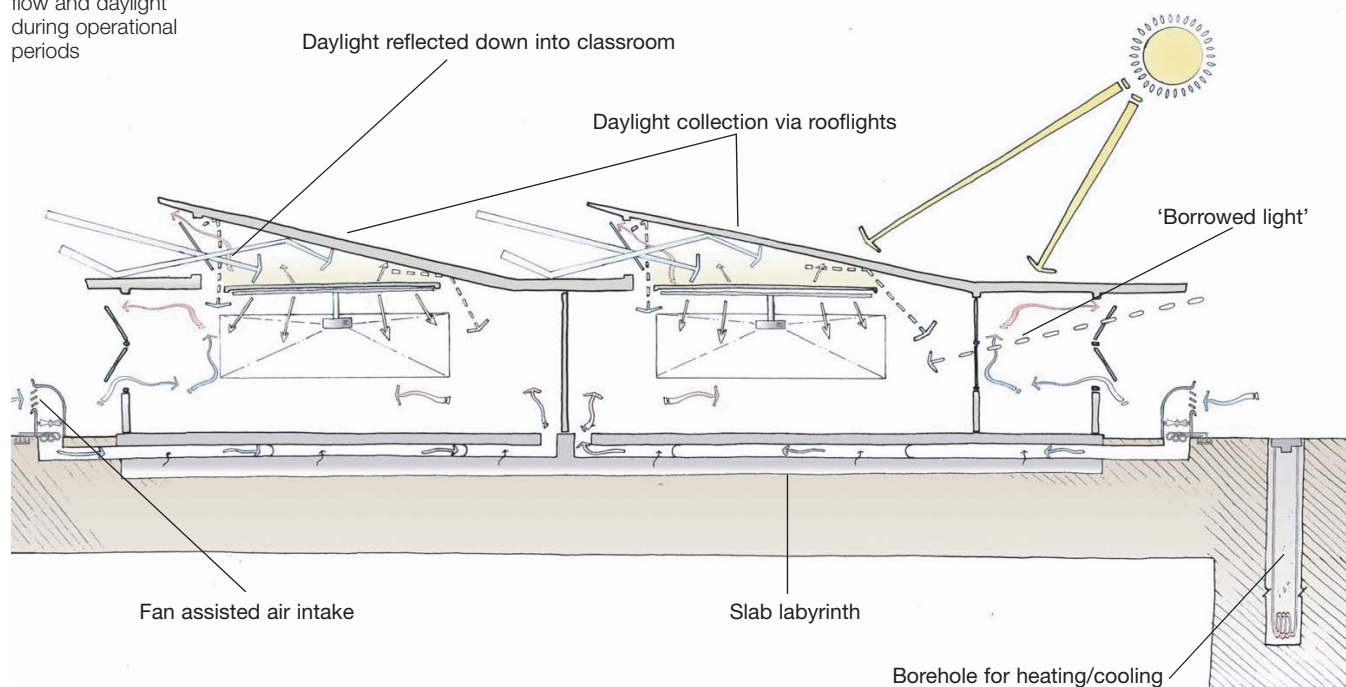 flow and daylight
during operational
periods
Daylight reflected down into classroom
Daylight collection via rooflights
‘Borrowed light’
Fan assisted air intake
Slab labyrinth
Borehole for heating/cooling